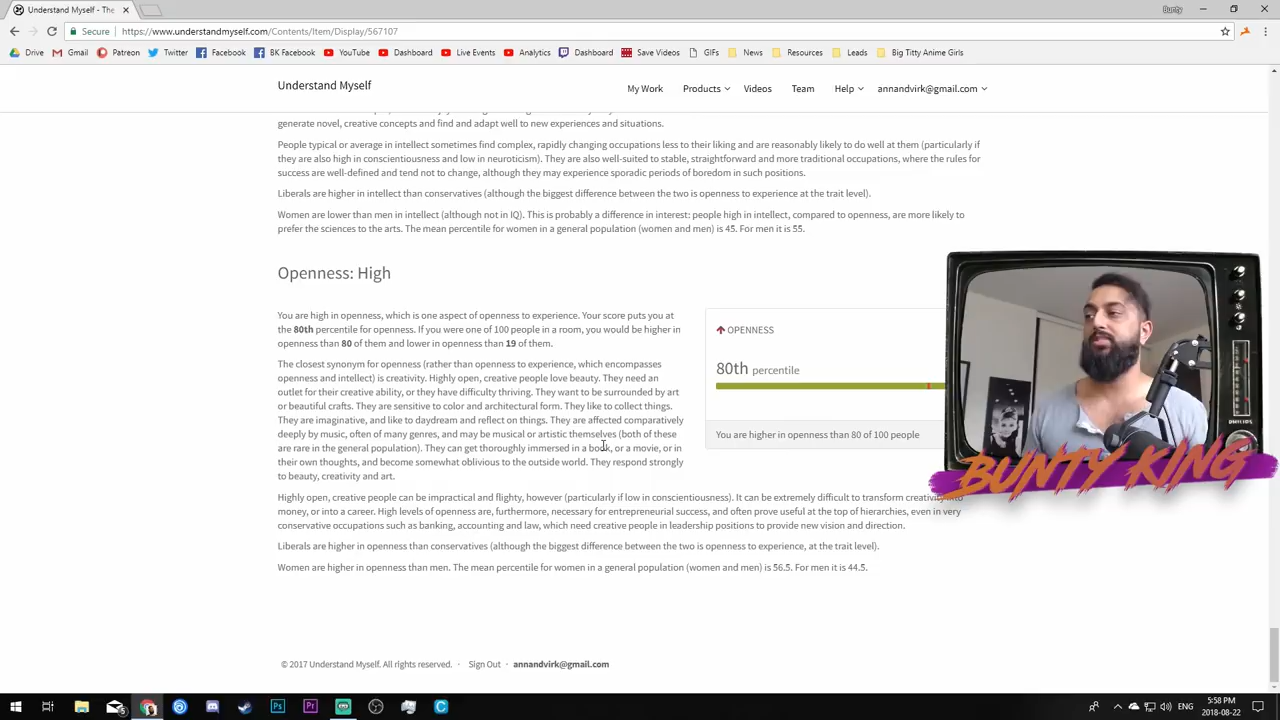 Understand Myself - The
Bunty
Secure
https://www.understandmyself.com/Contents/Item/Display/567107
Drive Gmail Patreon Twitter Facebook BK Facebook YouTube Dashboard Live Events Analytics Dashboard Save Videos GIFs News Resources Leads Big Titty Anime Girls
Understand Myself
My Work Products Videos Team Help annandvirk@gmail.com
generate novel, creative concepts and find and adapt well to new experiences and situations.
People typical or average in intellect sometimes find complex, rapidly changing occupations less to their liking and are reasonably likely to do well at them (particularly if
they are also high in conscientiousness and low in neuroticism). They are also well-suited to stable, straightforward and more traditional occupations, where the rules for
success are well-defined and tend not to change, although they may experience sporadic periods of boredom in such positions.
Liberals are higher in intellect than conservatives (although the biggest difference between the two is openness to experience at the trait level).
Women are lower than men in intellect (although not in IQ). This is probably a difference in interest: people high in intellect, compared to openness, are more likely to
prefer the sciences to the arts. The mean percentile for women in a general population (women and men) is 45. For men it is 55.
Openness: High
You are high in openness, which is one aspect of openness to experience. Your score puts you at
the 80th percentile for openness. If you were one of 100 people in a room, you would be higher in
openness than 80 of them and lower in openness than 19 of them.
The closest synonym for openness (rather than openness to experience, which encompasses
openness and intellect) is creativity. Highly open, creative people love beauty. They need an
outlet for their creative ability, or they have difficulty thriving. They want to be surrounded by art
or beautiful crafts. They are sensitive to color and architectural form. They like to collect things.
They are imaginative, and like to daydream and reflect on things. They are affected comparatively
deeply by music, often of many genres, and may be musical or artistic themselves (both of these
are rare in the general population). They can get thoroughly immersed in a book, or a movie, or in
their own thoughts, and become somewhat oblivious to the outside world. They respond strongly
to beauty, creativity and art.
OPENNESS
80th percentile
You are higher in openness than 80 of 100 people
Highly open, creative people can be impractical and flighty, however (particularly if low in conscientiousness). It can be extremely difficult to transform creativity into
money, or into a career. High levels of openness are, furthermore, necessary for entrepreneurial success, and often prove useful at the top of hierarchies, even in very
conservative occupations such as banking, accounting and law, which need creative people in leadership positions to provide new vision and direction.
Liberals are higher in openness than conservatives (although the biggest difference between the two is openness to experience, at the trait level).
Women are higher in openness than men. The mean percentile for women in a general population (women and men) is 56.5. For men it is 44.5.
PHILIPS
BUNTY KING
© 2017 Understand Myself. All rights reserved. · Sign Out · annandvirk@gmail.com
ENG
5:58 PM
2018-08-22